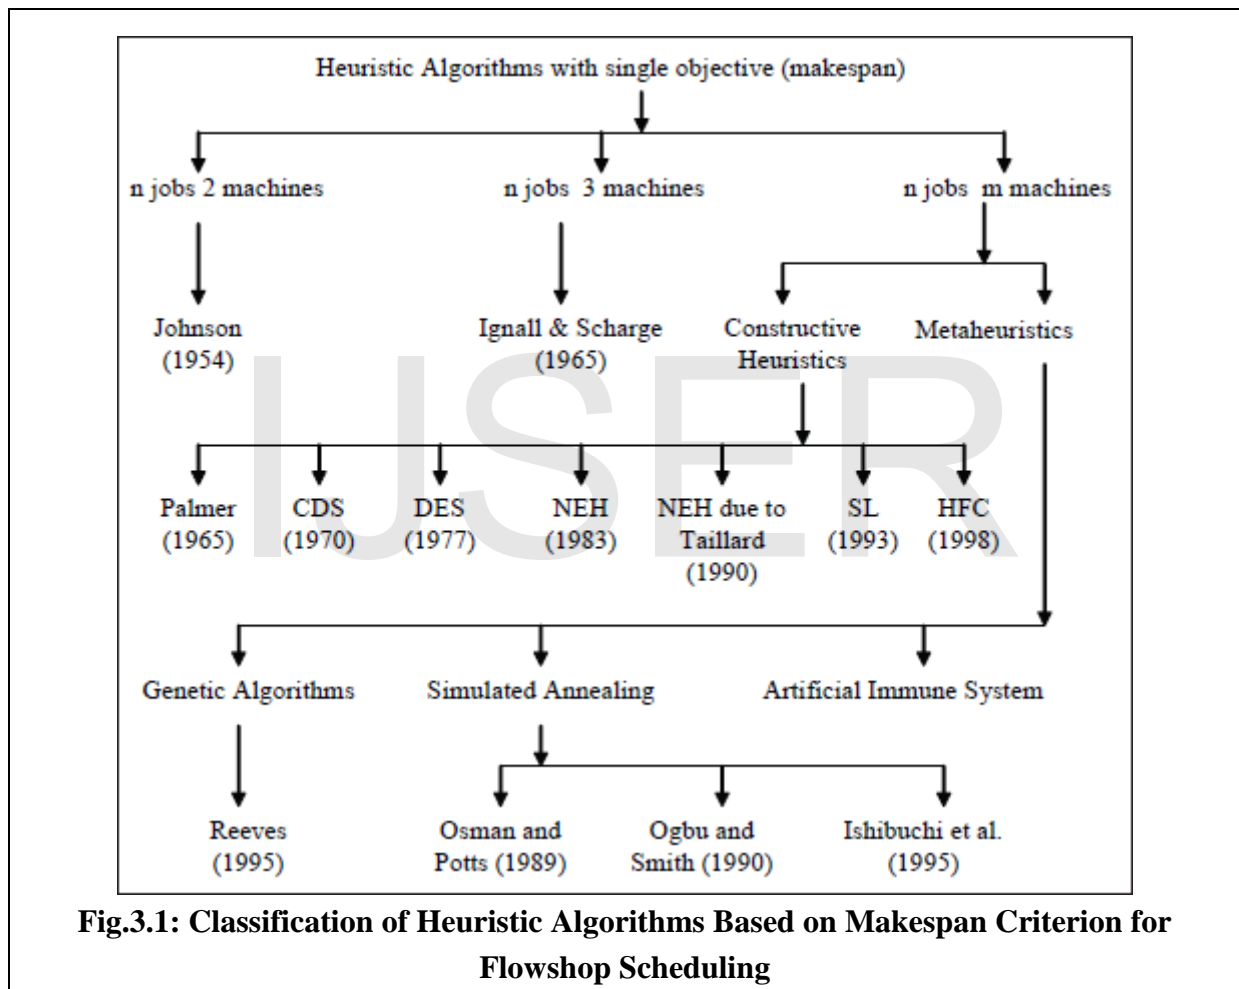 Heuristic Algorithms with single objective (makespan)
n jobs 2 machines
n jobs 3 machines
n jobs m machines
Johnson
(1954)
Ignall & Scharge
(1965)
Constructive
Heuristics
Metaheuristics
IJSER
Palmer
(1965)
CDS
(1970)
DES
(1977)
NEH
(1983)
NEH due to
Taillard
(1990)
SL
(1993)
HFC
(1998)
Genetic Algorithms
Simulated Annealing
Artificial Immune System
Reeves
(1995)
Osman and
Potts (1989)
Ogbu and
Smith (1990)
Ishibuchi et al.
(1995)
Fig.3.1: Classification of Heuristic Algorithms Based on Makespan Criterion for
Flowshop Scheduling